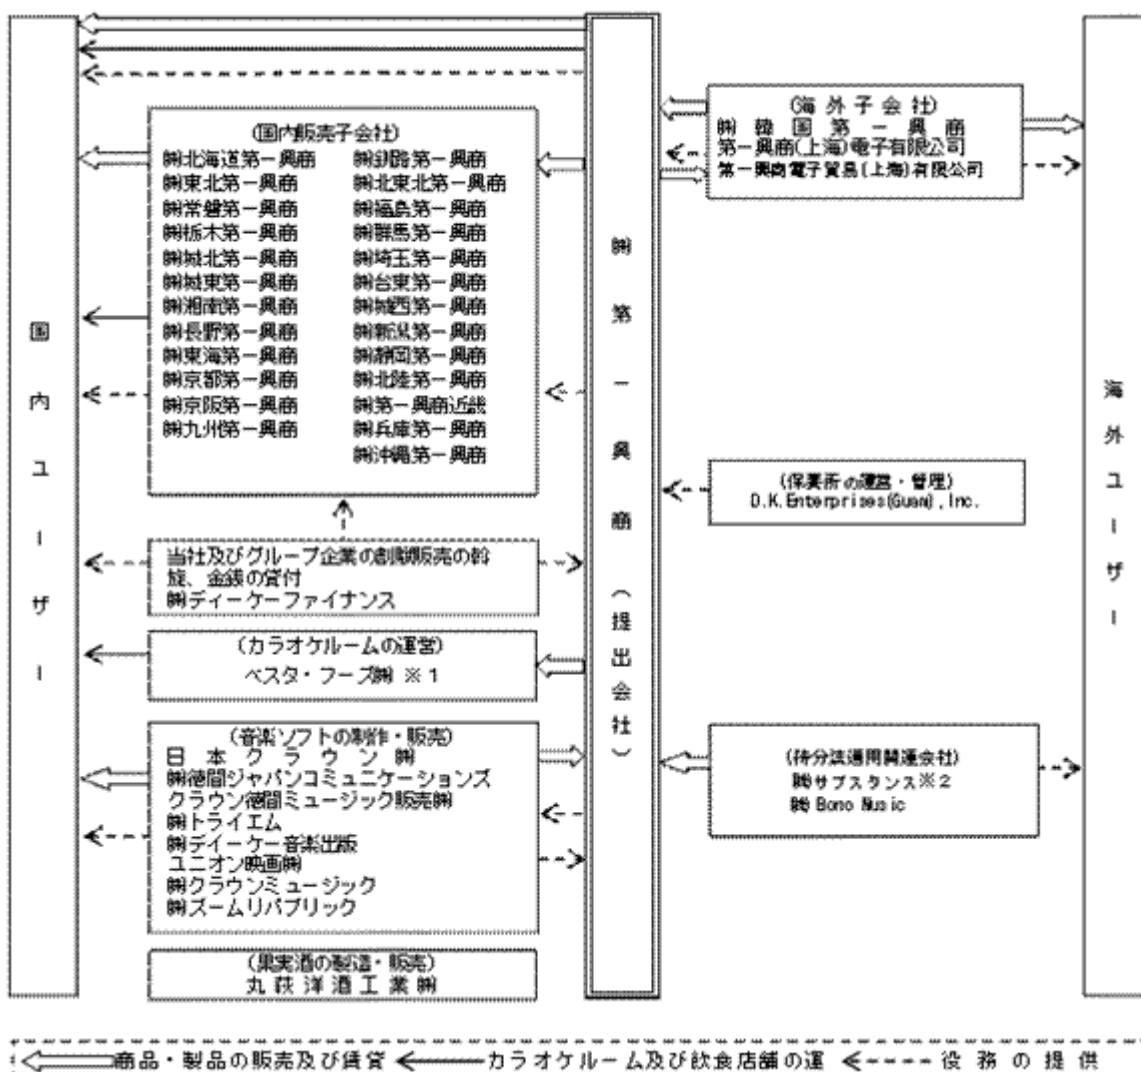 国内ユーザー
(国内販売子会社)
㈱北海道第一興商 ㈱釧路第一興商
㈱東北第一興商 ㈱北東北第一興商
㈱常磐第一興商 ㈱福島第一興商
㈱栃木第一興商 ㈱群馬第一興商
㈱城北第一興商 ㈱埼玉第一興商
㈱城東第一興商 ㈱台東第一興商
㈱湘南第一興商 ㈱城西第一興商
㈱長野第一興商 ㈱新潟第一興商
㈱東海第一興商 ㈱静岡第一興商
㈱京都第一興商 ㈱北陸第一興商
㈱京阪第一興商 ㈱第一興商近畿
㈱九州第一興商 ㈱兵庫第一興商
㈱沖縄第一興商
当社及びグループ企業の割賦販売の斡
旋、金銭の貸付
㈱ディーケーファイナンス
(カラオケルームの運営)
ベスタ・フーズ㈱ ※1
(音楽ソフトの制作・販売)
日本クラウン㈱
㈱徳間ジャパンコミュニケーションズ
クラウン徳間ミュージック販売㈱
㈱トライエム
㈱ディーケー音楽出版
ユニオン映画㈱
㈱クラウンミュージック
㈱ズームリパブリック
(果実酒の製造・販売)
丸萩洋酒工業㈱
㈱第一興商(提出会社)
(海外子会社)
㈱韓国第一興商
第一興商(上海)電子有限公司
第一興商電子貿易(上海)有限公司
(保養所の運営・管理)
D.K.Enterprises(Guam), Inc.
(持分法適用関連会社)
㈱サブスタンス※2
㈱ Bono Music
海外ユーザー
商品・製品の販売及び賃貸 カラオケルーム及び飲食店舗の運 役務の提供